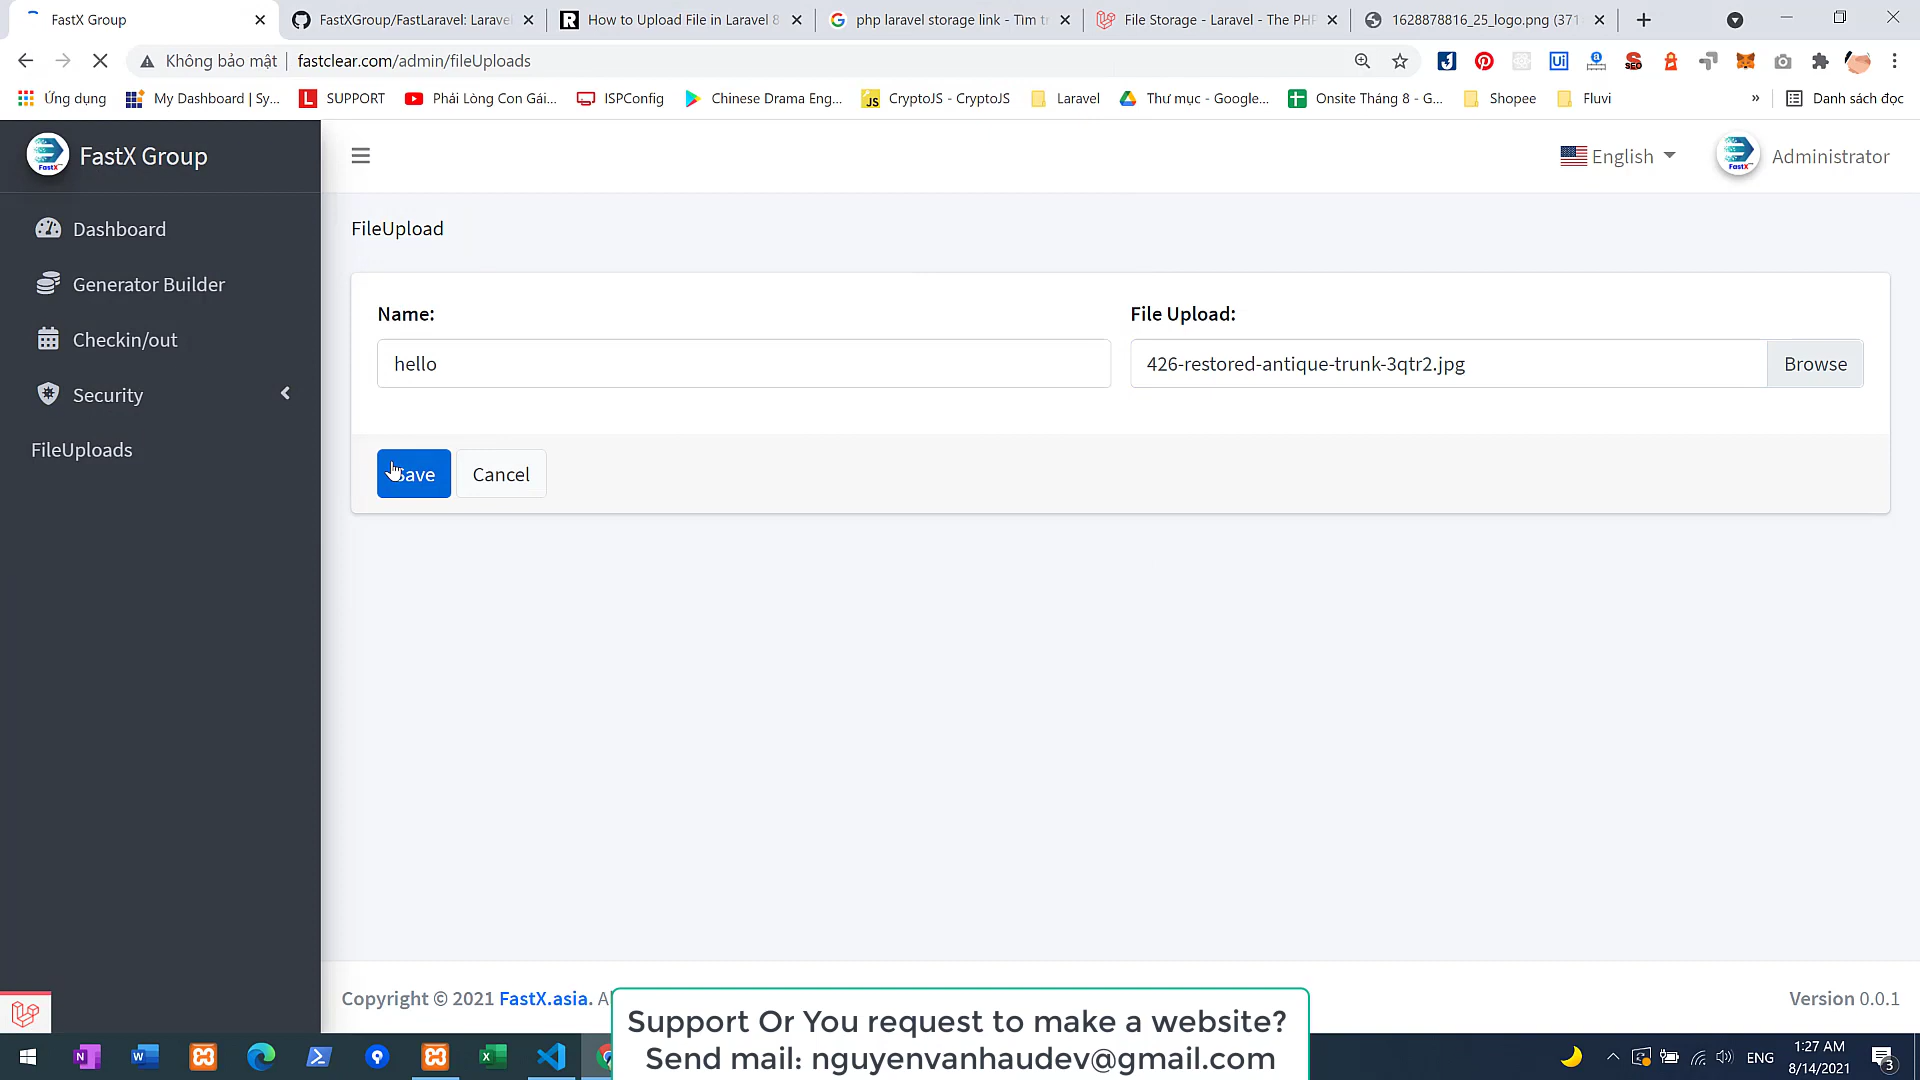 FastX Group
FastXGroup/FastLaravel: Larave
How to Upload File in Laravel 8
php laravel storage link - Tìm t
File Storage - Laravel - The PHP
1628878816_25_logo.png (371
Không bảo mật
fastclear.com/admin/fileUploads
Ứng dụng
My Dashboard | Sy...
SUPPORT
Phải Lòng Con Gái...
ISPConfig
Chinese Drama Eng...
CryptoJS - CryptoJS
Laravel
Thư mục - Google...
Onsite Tháng 8 - G...
Shopee
Fluvi
»
Danh sách đọc
FastX Group
English
Administrator
Dashboard
Generator Builder
Checkin/out
Security
FileUploads
FileUpload
Name:
File Upload:
hello
426-restored-antique-trunk-3qtr2.jpg
Browse
Save
Cancel
Copyright © 2021 FastX.asia. A
Version 0.0.1
Support Or You request to make a website?
Send mail: nguyenvanhaudev@gmail.com
ENG
1:27 AM
8/14/2021
3